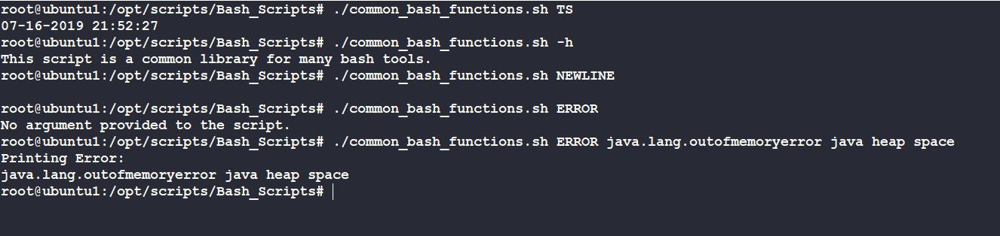 root@ubuntu1:/opt/scripts/Bash_Scripts# ./common_bash_functions.sh TS
07-16-2019 21:52:27
root@ubuntu1:/opt/scripts/Bash_Scripts# ./common_bash_functions.sh -h
This script is a common library for many bash tools.
root@ubuntu1:/opt/scripts/Bash_Scripts# ./common_bash_functions.sh NEWLINE

root@ubuntu1:/opt/scripts/Bash_Scripts# ./common_bash_functions.sh ERROR
No argument provided to the script.
root@ubuntu1:/opt/scripts/Bash_Scripts# ./common_bash_functions.sh ERROR java.lang.outofmemoryerror java heap space
Printing Error:
java.lang.outofmemoryerror java heap space
root@ubuntu1:/opt/scripts/Bash_Scripts#